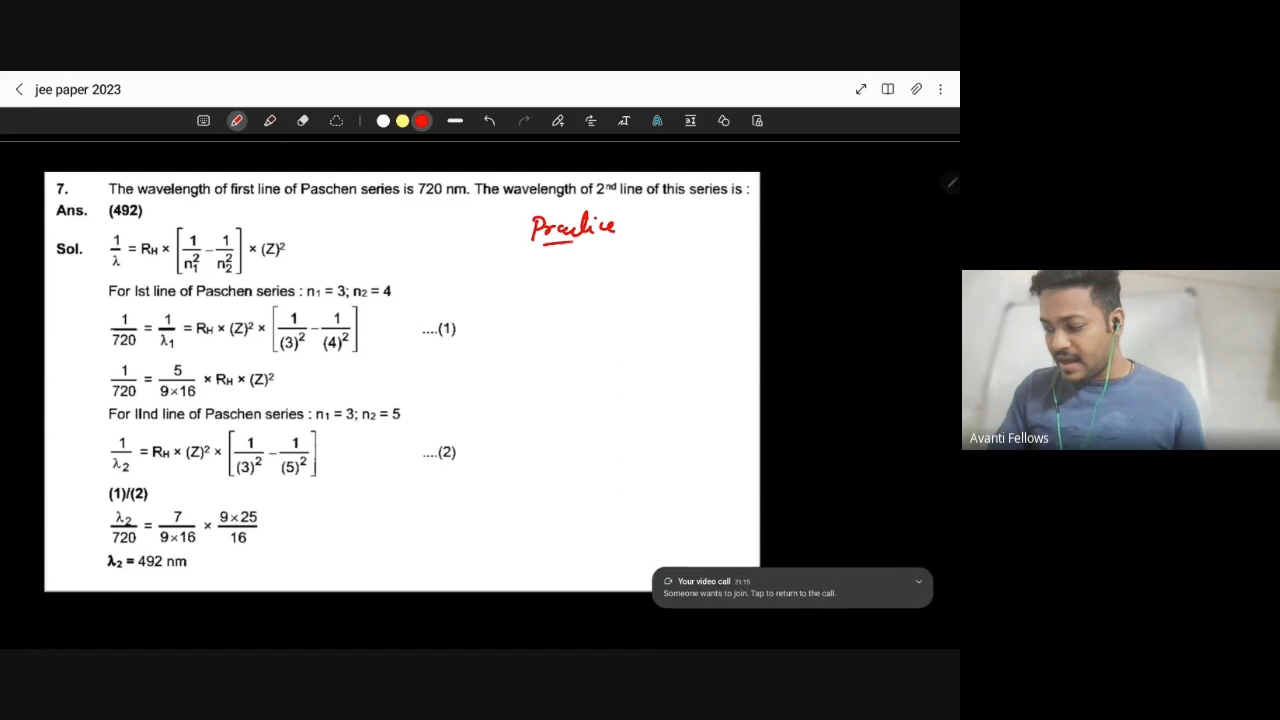 jee paper 2023
7. The wavelength of first line of Paschen series is 720 nm. The wavelength of 2nd line of this series is :
Ans. (492)
Practice
Sol. 1/λ = RH × [1/n₁² − 1/n₂²] × (Z)²
For Ist line of Paschen series : n₁ = 3; n₂ = 4
1/720 = 1/λ₁ = RH × (Z)² × [1/(3)² − 1/(4)²] ....(1)
1/720 = 5/9×16 × RH × (Z)²
For IInd line of Paschen series : n₁ = 3; n₂ = 5
1/λ₂ = RH × (Z)² × [1/(3)² − 1/(5)²] ....(2)
(1)/(2)
λ₂/720 = 7/9×16 × 9×25/16
λ₂ = 492 nm
Your video call 21:15
Someone wants to join. Tap to return to the call.
Avanti Fellows